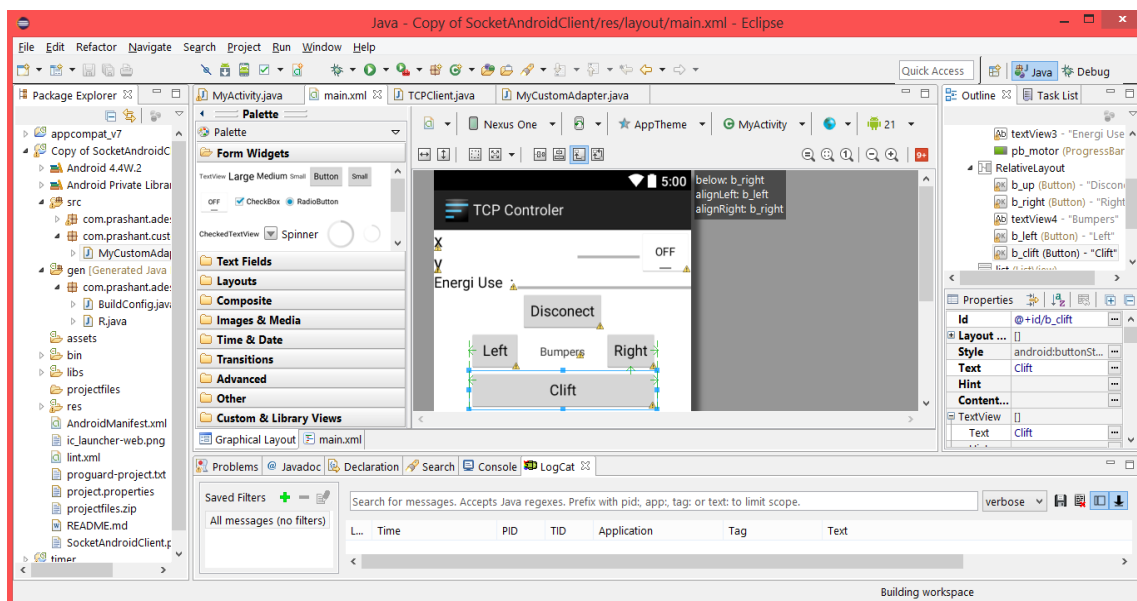 Java - Copy of SocketAndroidClient/res/layout/main.xml - Eclipse
File Edit Refactor Navigate Search Project Run Window Help
Quick Access Java Debug
Package Explorer
appcompat_v7
Copy of SocketAndroidC
Android 4.4W.2
Android Private Librar
src
com.prashant.ades
com.prashant.cust
MyCustomAdap
gen [Generated Java
com.prashant.ades
BuildConfig.java
R.java
assets
bin
libs
projectfiles
res
AndroidManifest.xml
ic_launcher-web.png
lint.xml
proguard-project.txt
project.properties
projectfiles.zip
README.md
SocketAndroidClient.p
timer
MyActivity.java main.xml TCPClient.java MyCustomAdapter.java
Palette
Palette
Form Widgets
TextView Large Medium Small Button Small
OFF CheckBox RadioButton
CheckedTextView Spinner
Text Fields
Layouts
Composite
Images & Media
Time & Date
Transitions
Advanced
Other
Custom & Library Views
Graphical Layout main.xml
Nexus One AppTheme MyActivity 21
9+
5:00
TCP Controler
below: b_right
alignLeft: b_left
alignRight: b_right
X
OFF
y
Energi Use :
Disconect
Left Bumpers Right
Clift
Outline Task List
textView3 - "Energi Use
pb_motor (ProgressBar
RelativeLayout
b_up (Button) - "Discon
b_right (Button) - "Right
textView4 - "Bumpers"
b_left (Button) - "Left"
b_clift (Button) - "Clift"
Properties
Id @+id/b_clift
Layout ... []
Style android:buttonSt...
Text Clift
Hint
Content...
TextView []
Text Clift
Problems Javadoc Declaration Search Console LogCat
Saved Filters
All messages (no filters)
Search for messages. Accepts Java regexes. Prefix with pid:, app:, tag: or text: to limit scope.
verbose
L... Time PID TID Application Tag Text
Building workspace